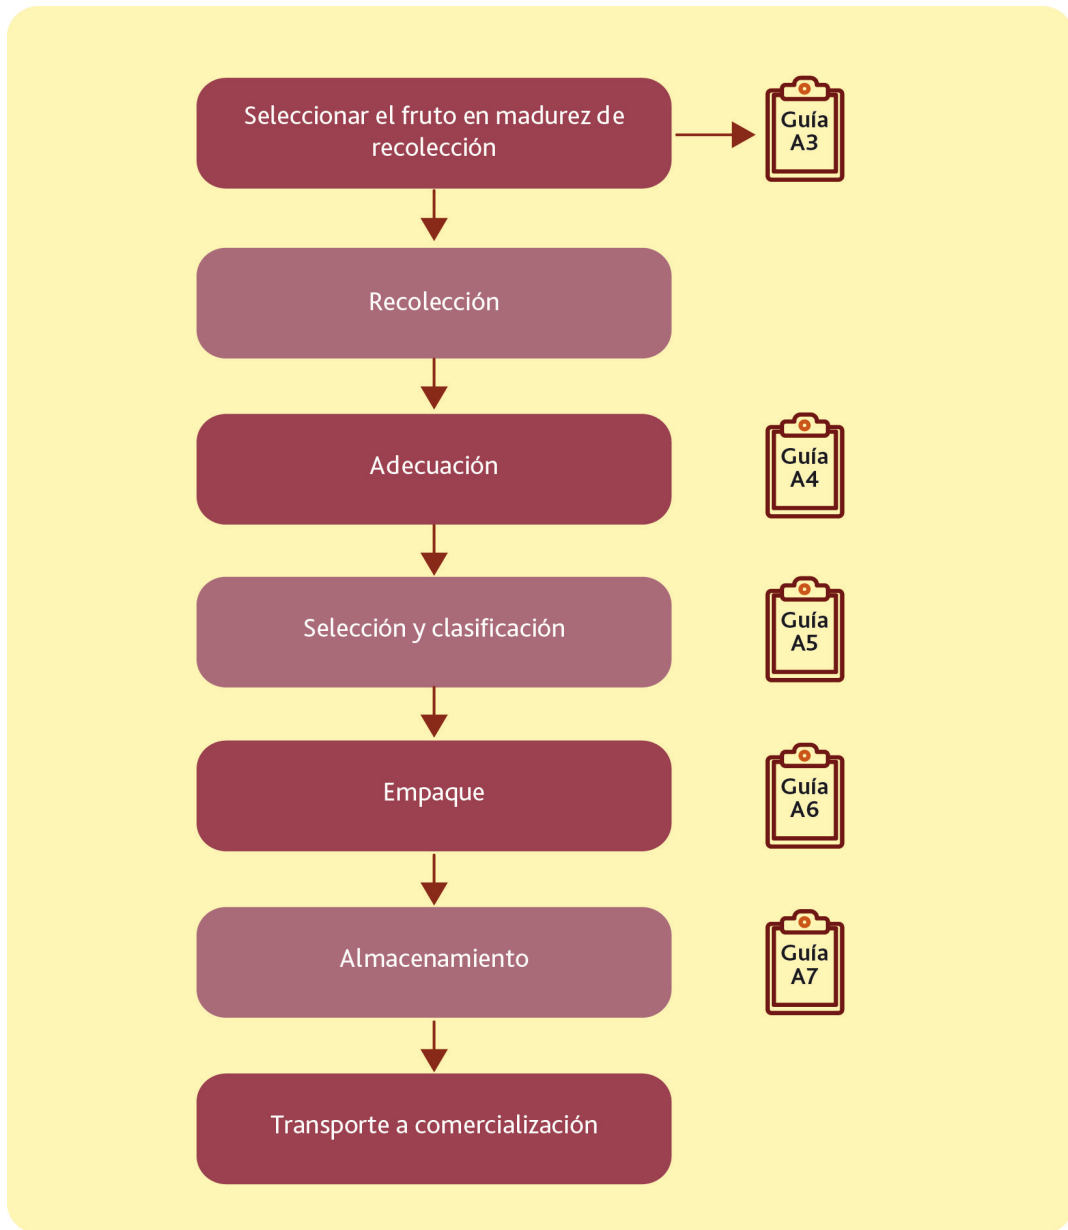 Seleccionar el fruto en madurez de
recolección
Guía
A3
Recolección
Adecuación
Guía
A4
Selección y clasificación
Guía
A5
Empaque
Guía
A6
Almacenamiento
Guía
A7
Transporte a comercialización